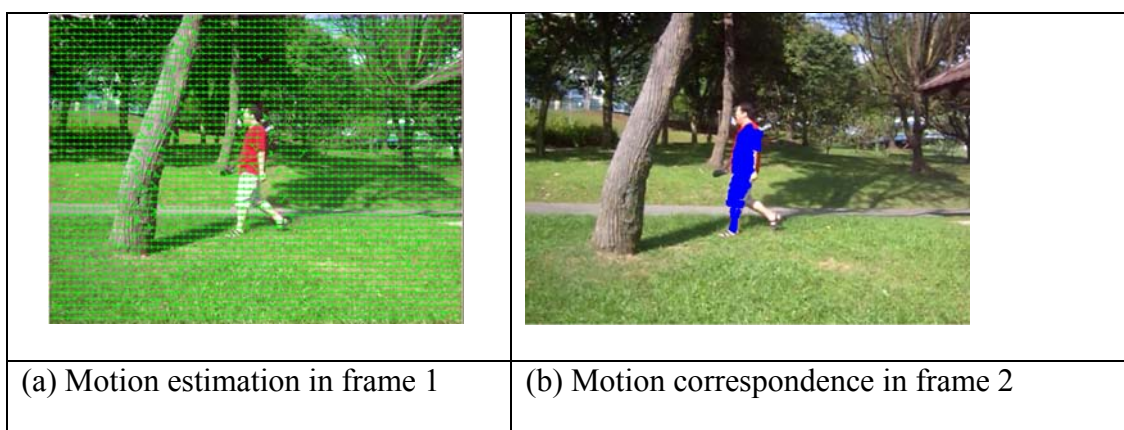 (a) Motion estimation in frame 1
(b) Motion correspondence in frame 2